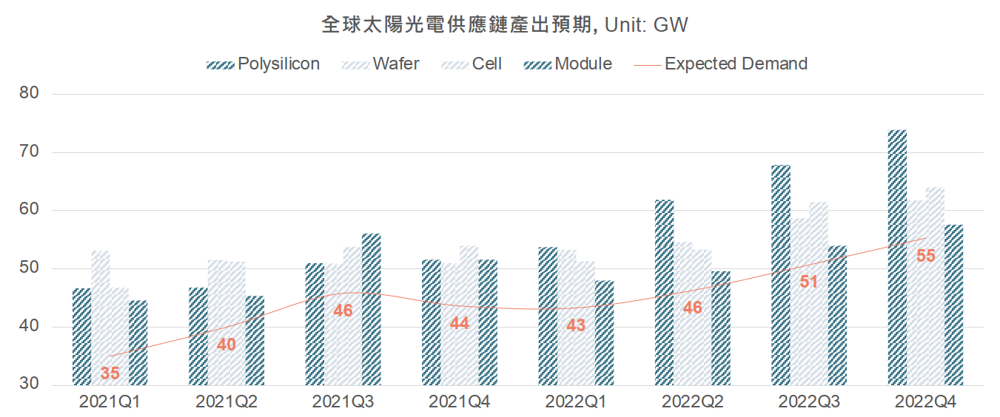 全球太陽光電供應鏈產出預期, Unit: GW
Polysilicon Wafer Cell Module Expected Demand
80
70
60
50
40
30
35 40 46 44 43 46 51 55
2021Q1 2021Q2 2021Q3 2021Q4 2022Q1 2022Q2 2022Q3 2022Q4